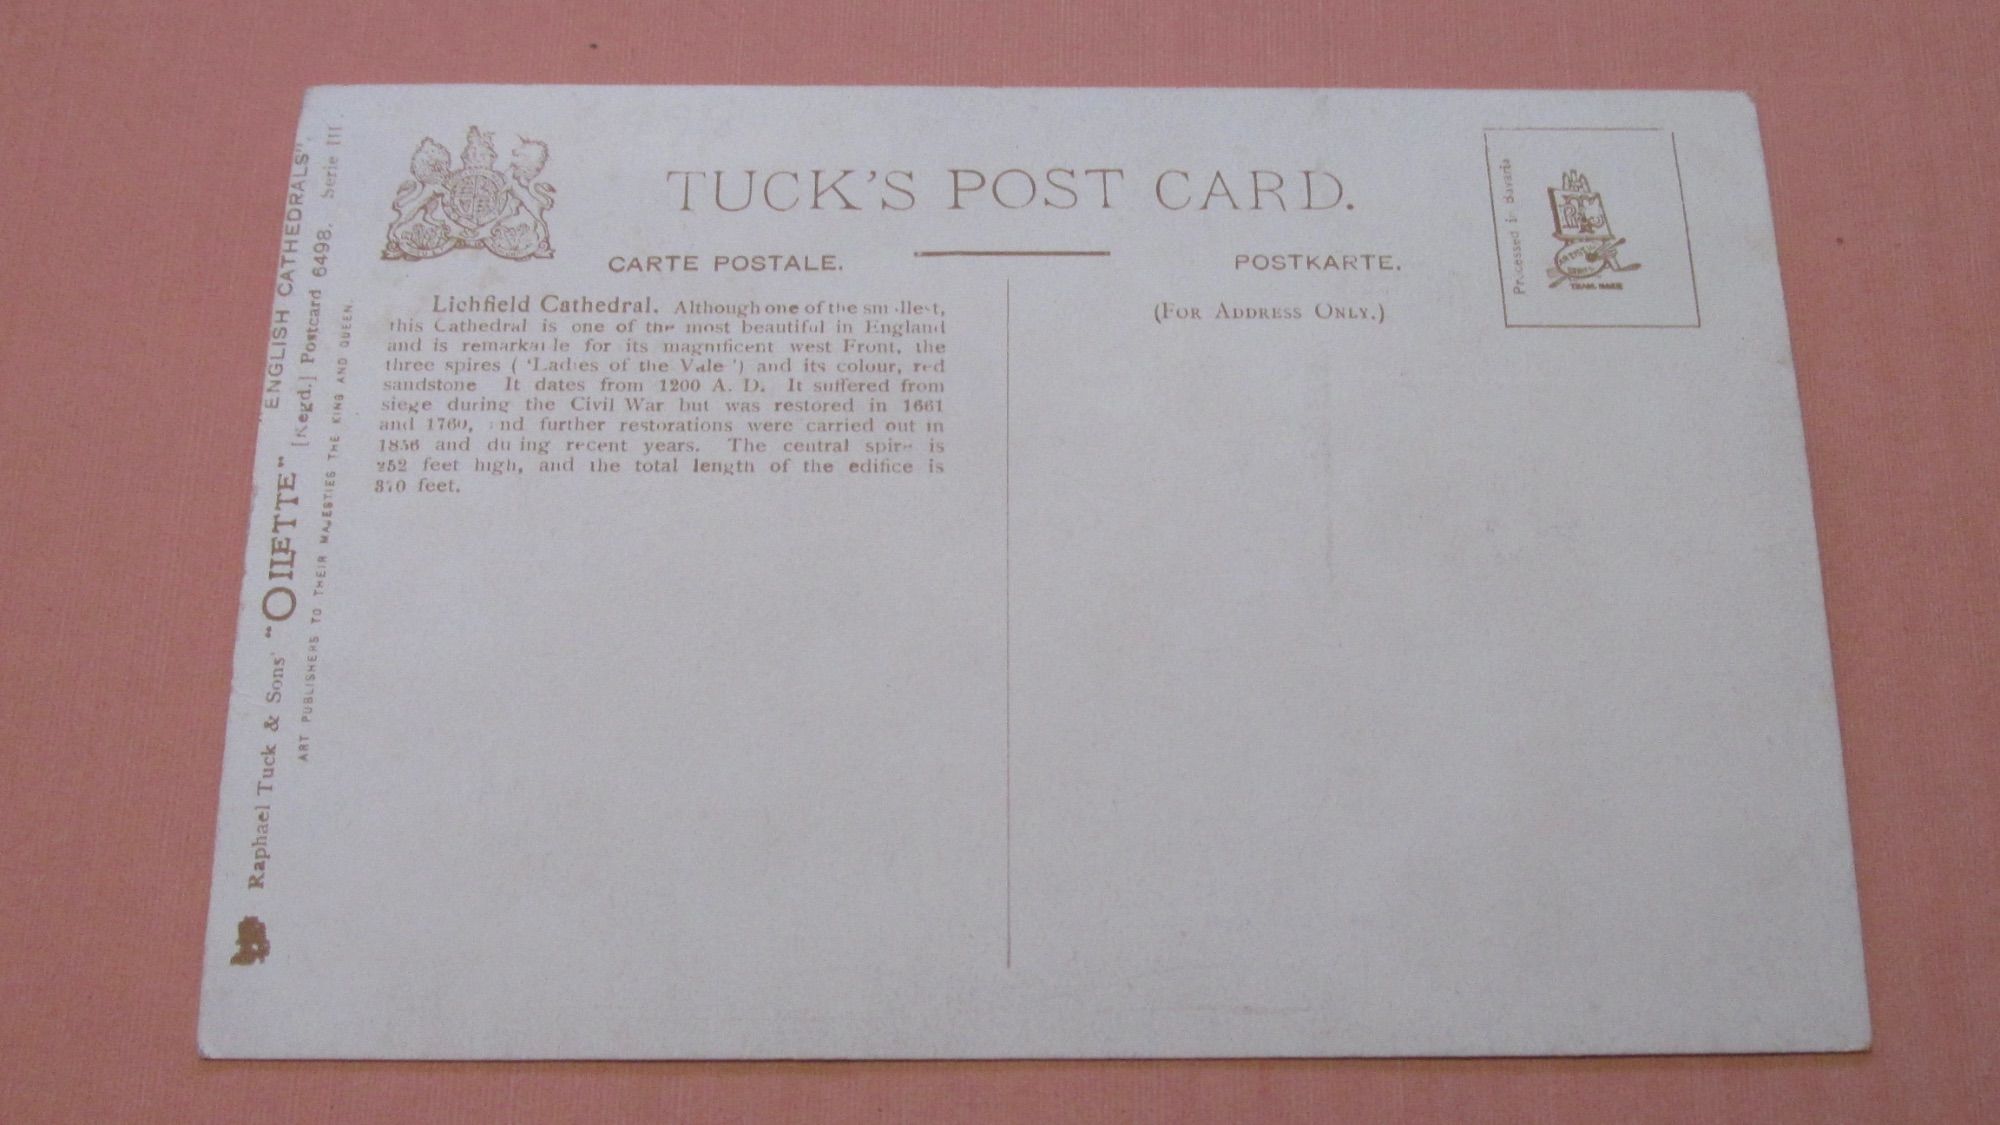 TUCK'S POST CARD.
CARTE POSTALE.
POSTKARTE.
(FOR ADDRESS ONLY.)
Lichfield Cathedral. Although one of the smallest,
this Cathedral is one of the most beautiful in England
and is remarkable for its magnificent west Front, the
three spires ( 'Ladies of the Vale ') and its colour, red
sandstone It dates from 1200 A. D. It suffered from
siege during the Civil War but was restored in 1661
and 1760, and further restorations were carried out in
1856 and during recent years. The central spire is
252 feet high, and the total length of the edifice is
370 feet.
Raphael Tuck & Sons' "OILETTE" [Regd.] Postcard 6498. Serie III
"ENGLISH CATHEDRALS".
ART PUBLISHERS TO THEIR MAJESTIES THE KING AND QUEEN.
Processed in Bavaria
TRADE MARK